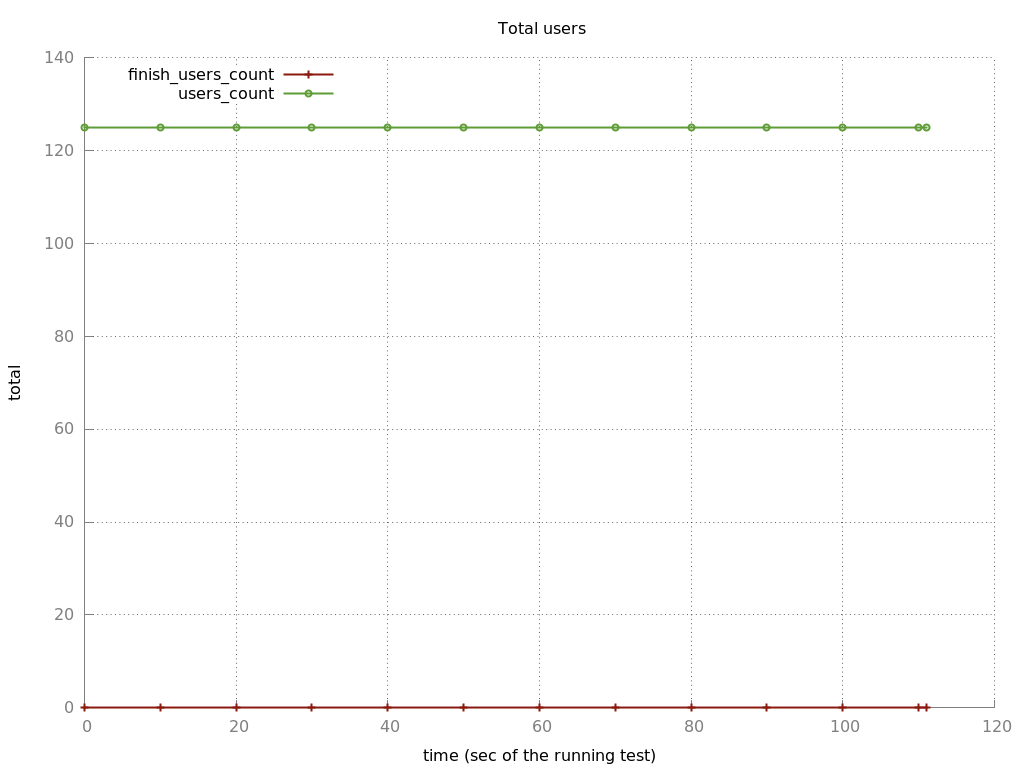 Total users
140
finish_users_count
users_count
120
100
80
60
40
20
0
total
0 20 40 60 80 100 120
time (sec of the running test)